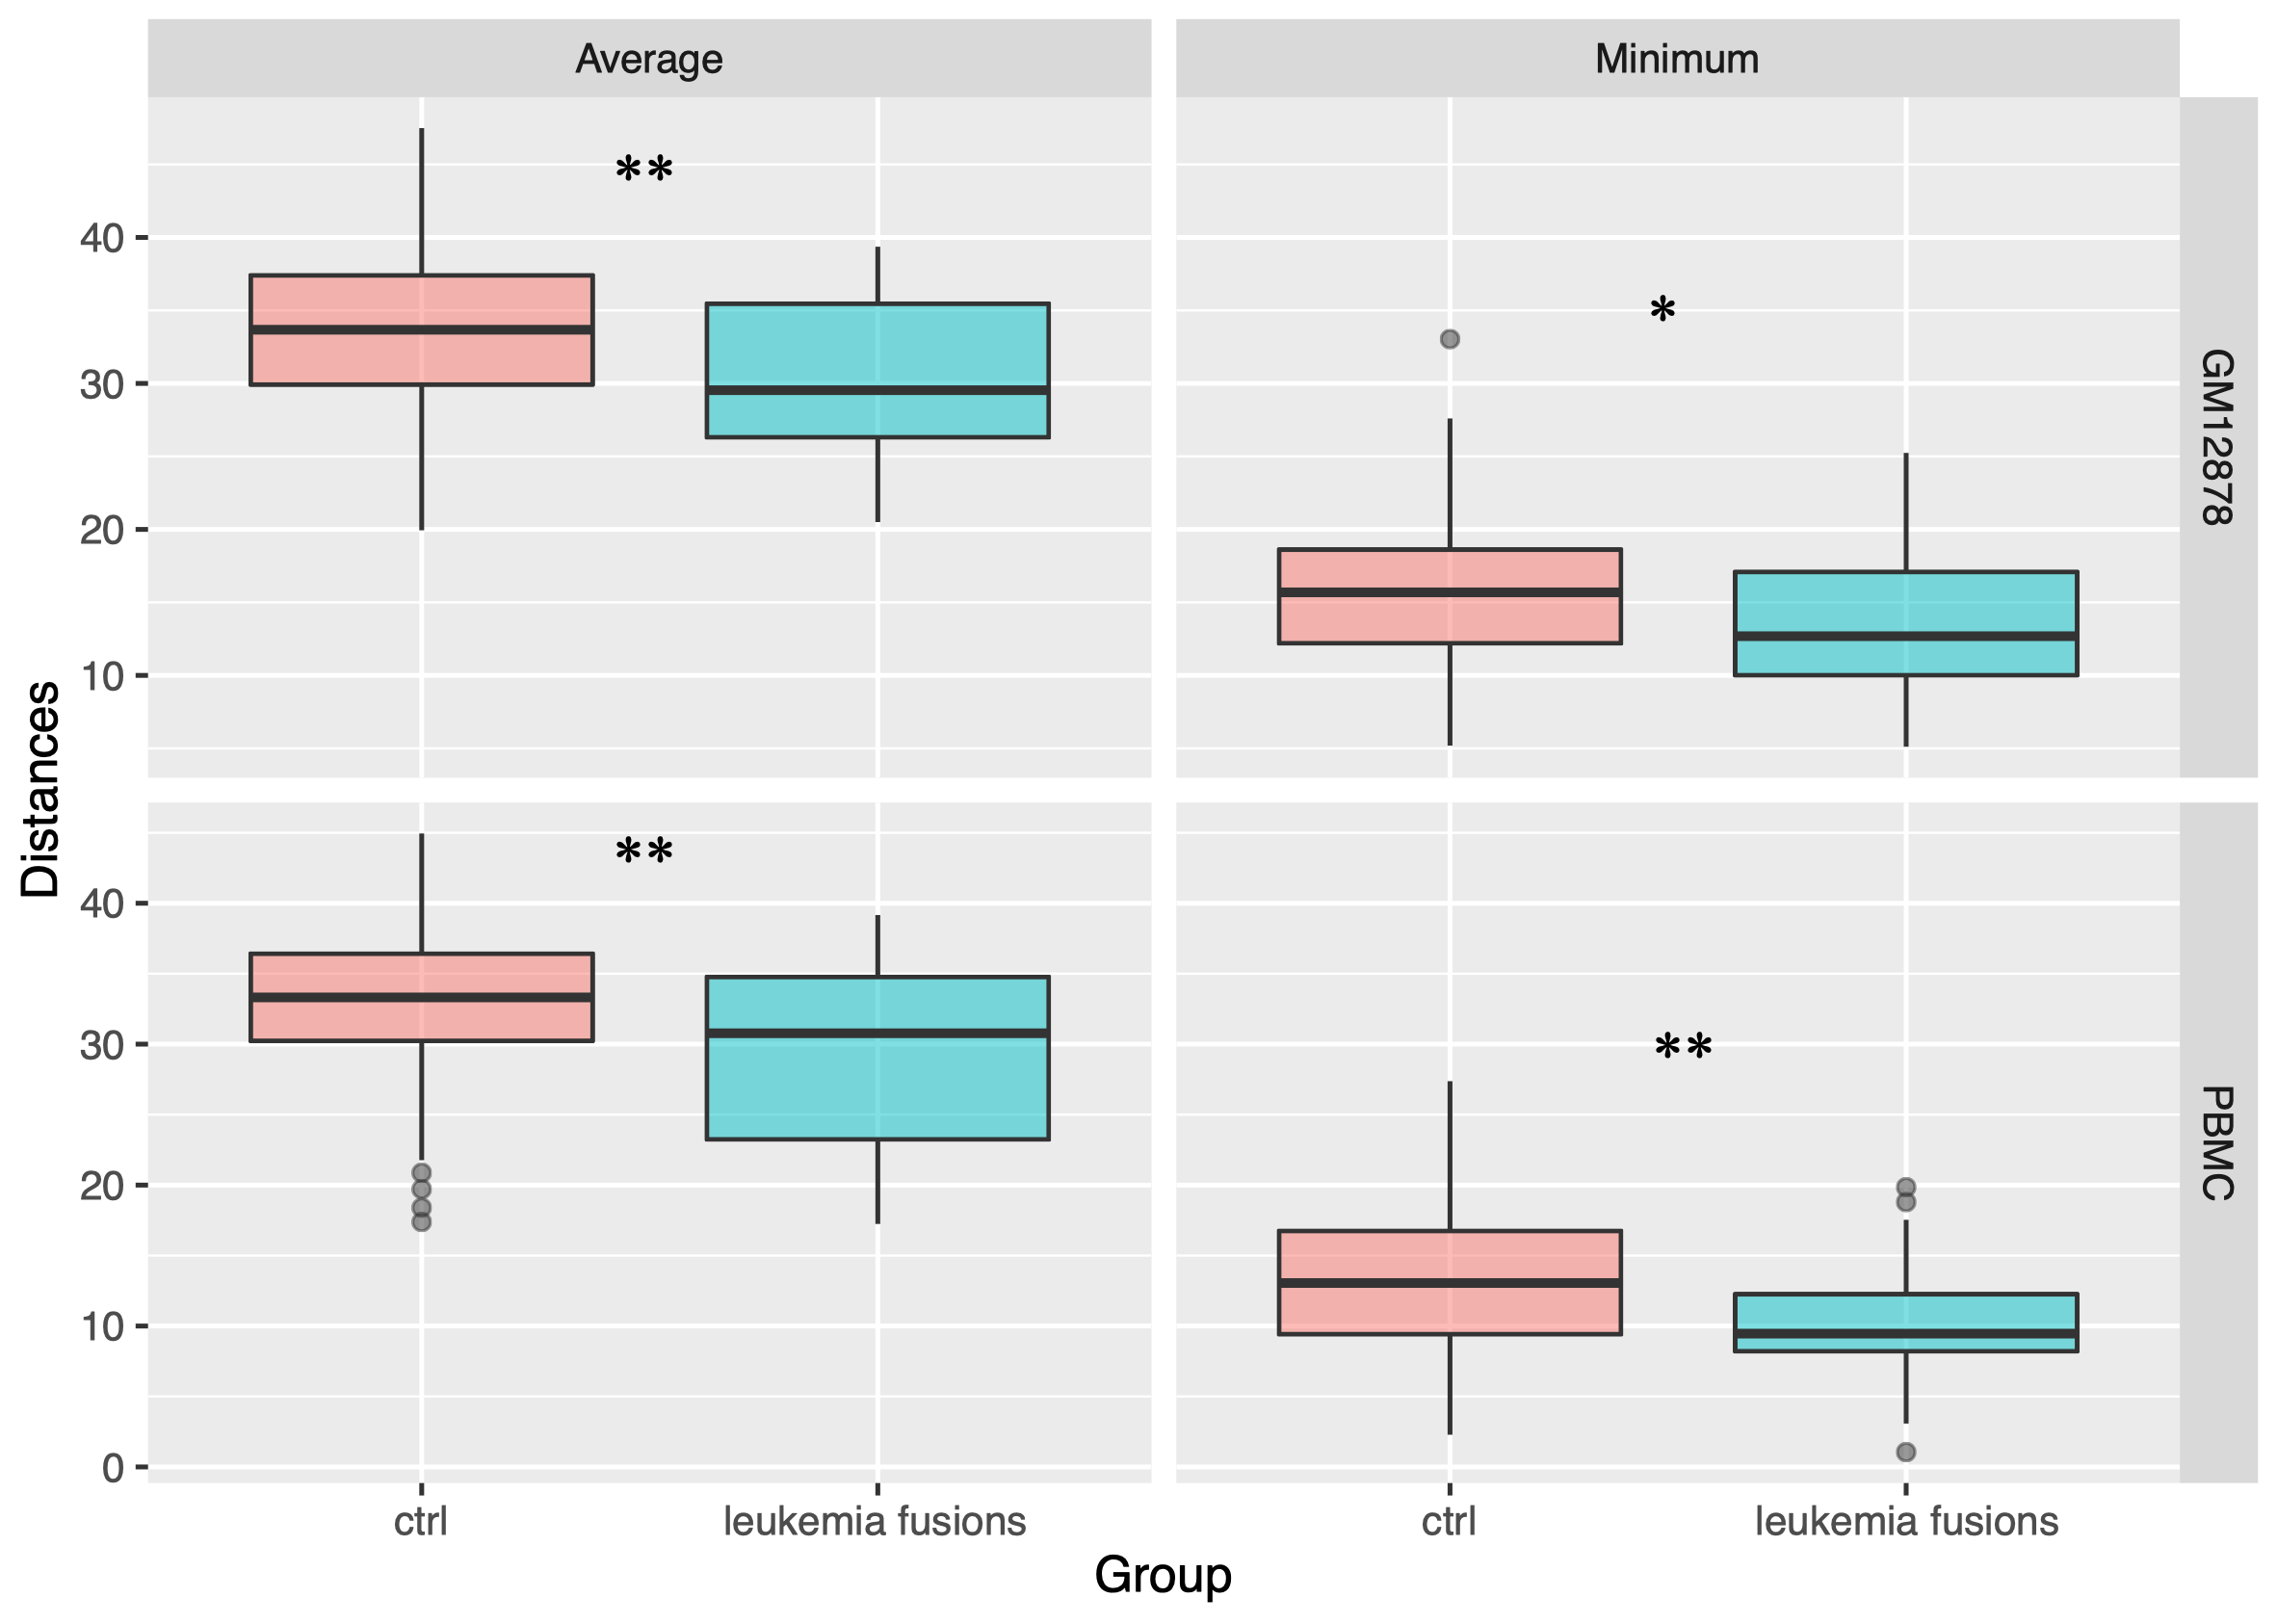 Average
Minimum
**
*
40
30
20
10
GM12878
Distances
**
**
40
30
20
10
0
PBMC
ctrl
leukemia fusions
ctrl
leukemia fusions
Group